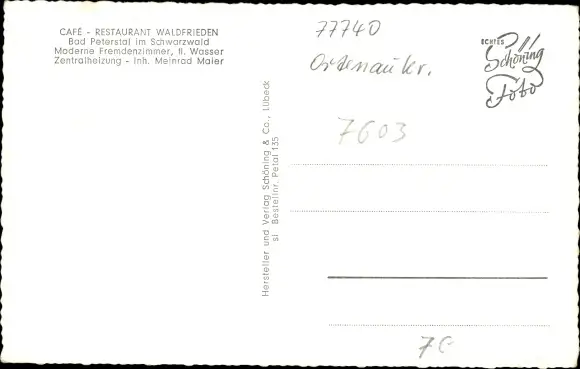 CAFÉ - RESTAURANT WALDFRIEDEN
Bad Peterstal im Schwarzwald
Moderne Fremdenzimmer, fl. Wasser
Zentralheizung - Inh. Meinrad Maier
Hersteller und Verlag Schöning & Co., Lübeck
sl Bestellnr. Petal 135
77740
Ortenaukr.
7603
ECHTES
Schöning
Foto